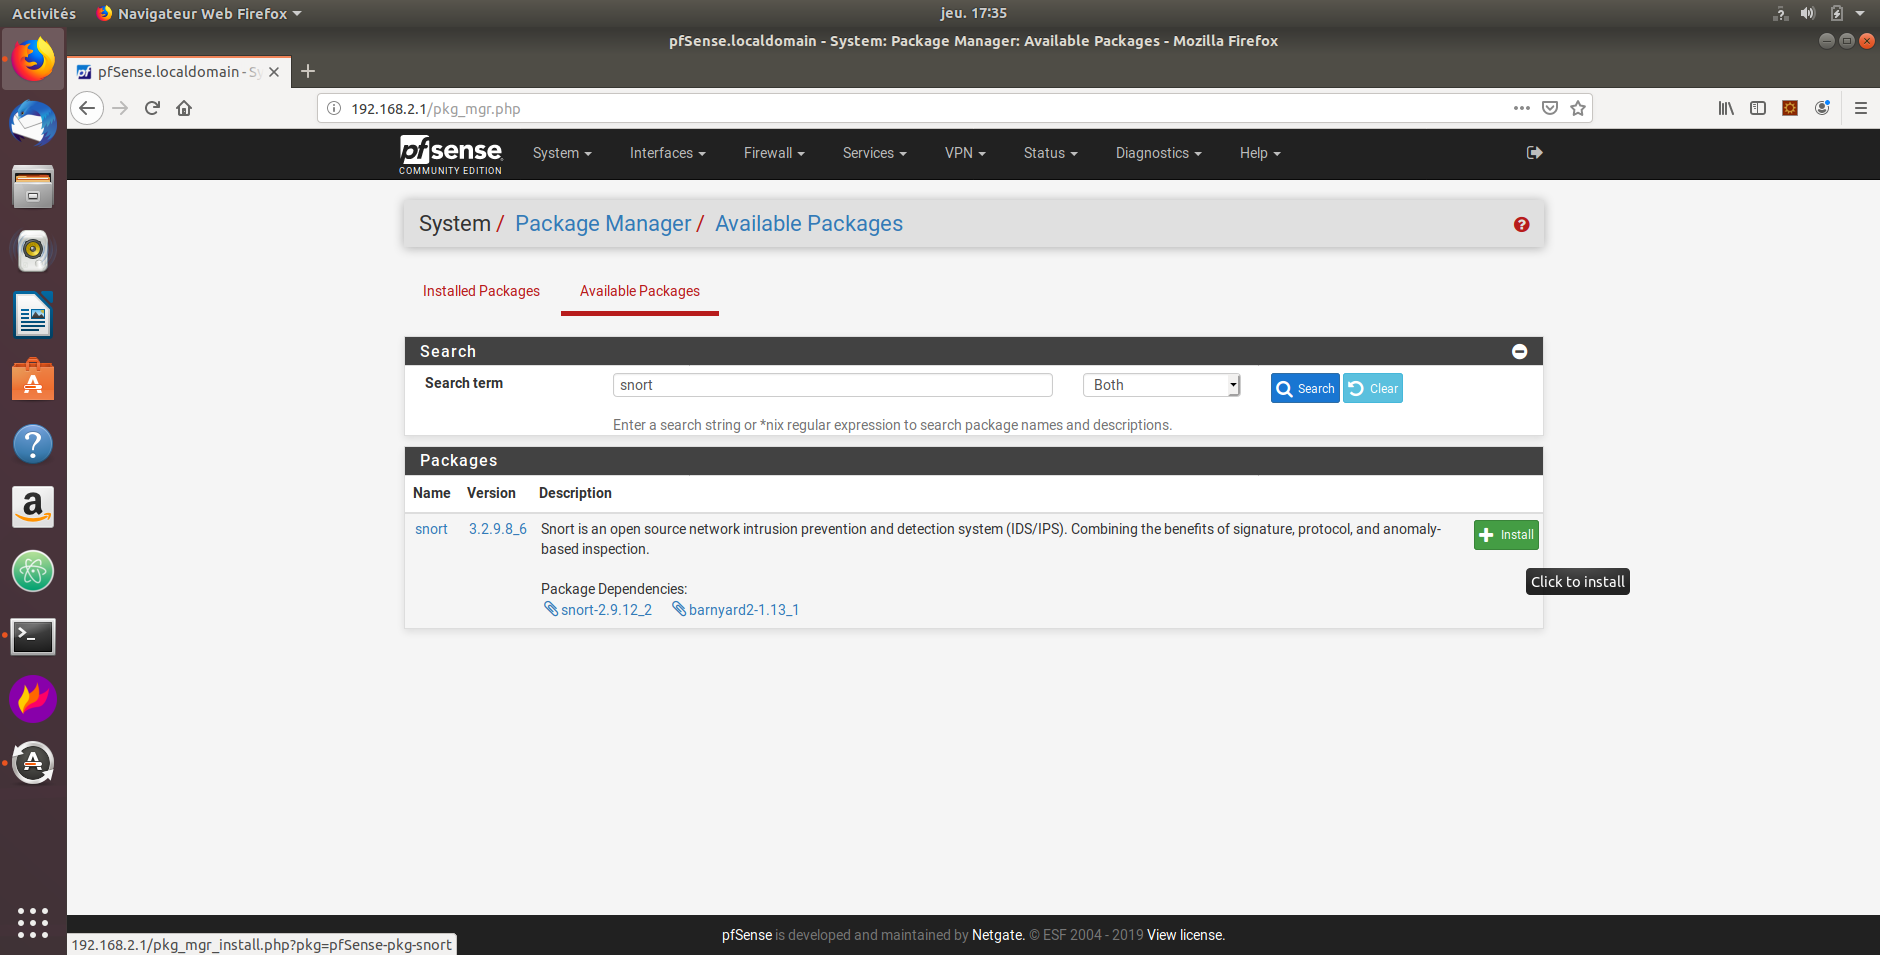 Activités
Navigateur Web Firefox
jeu. 17:35
pfSense.localdomain - System: Package Manager: Available Packages - Mozilla Firefox
pfSense.localdomain - Sy
192.168.2.1/pkg_mgr.php
pfsense
COMMUNITY EDITION
System
Interfaces
Firewall
Services
VPN
Status
Diagnostics
Help
System / Package Manager / Available Packages
Installed Packages
Available Packages
Search
Search term
snort
Both
Search
Clear
Enter a search string or *nix regular expression to search package names and descriptions.
Packages
Name Version Description
snort 3.2.9.8_6 Snort is an open source network intrusion prevention and detection system (IDS/IPS). Combining the benefits of signature, protocol, and anomaly-
based inspection.
Install
Click to install
Package Dependencies:
snort-2.9.12_2 barnyard2-1.13_1
pfSense is developed and maintained by Netgate. © ESF 2004 - 2019 View license.
192.168.2.1/pkg_mgr_install.php?pkg=pfSense-pkg-snort